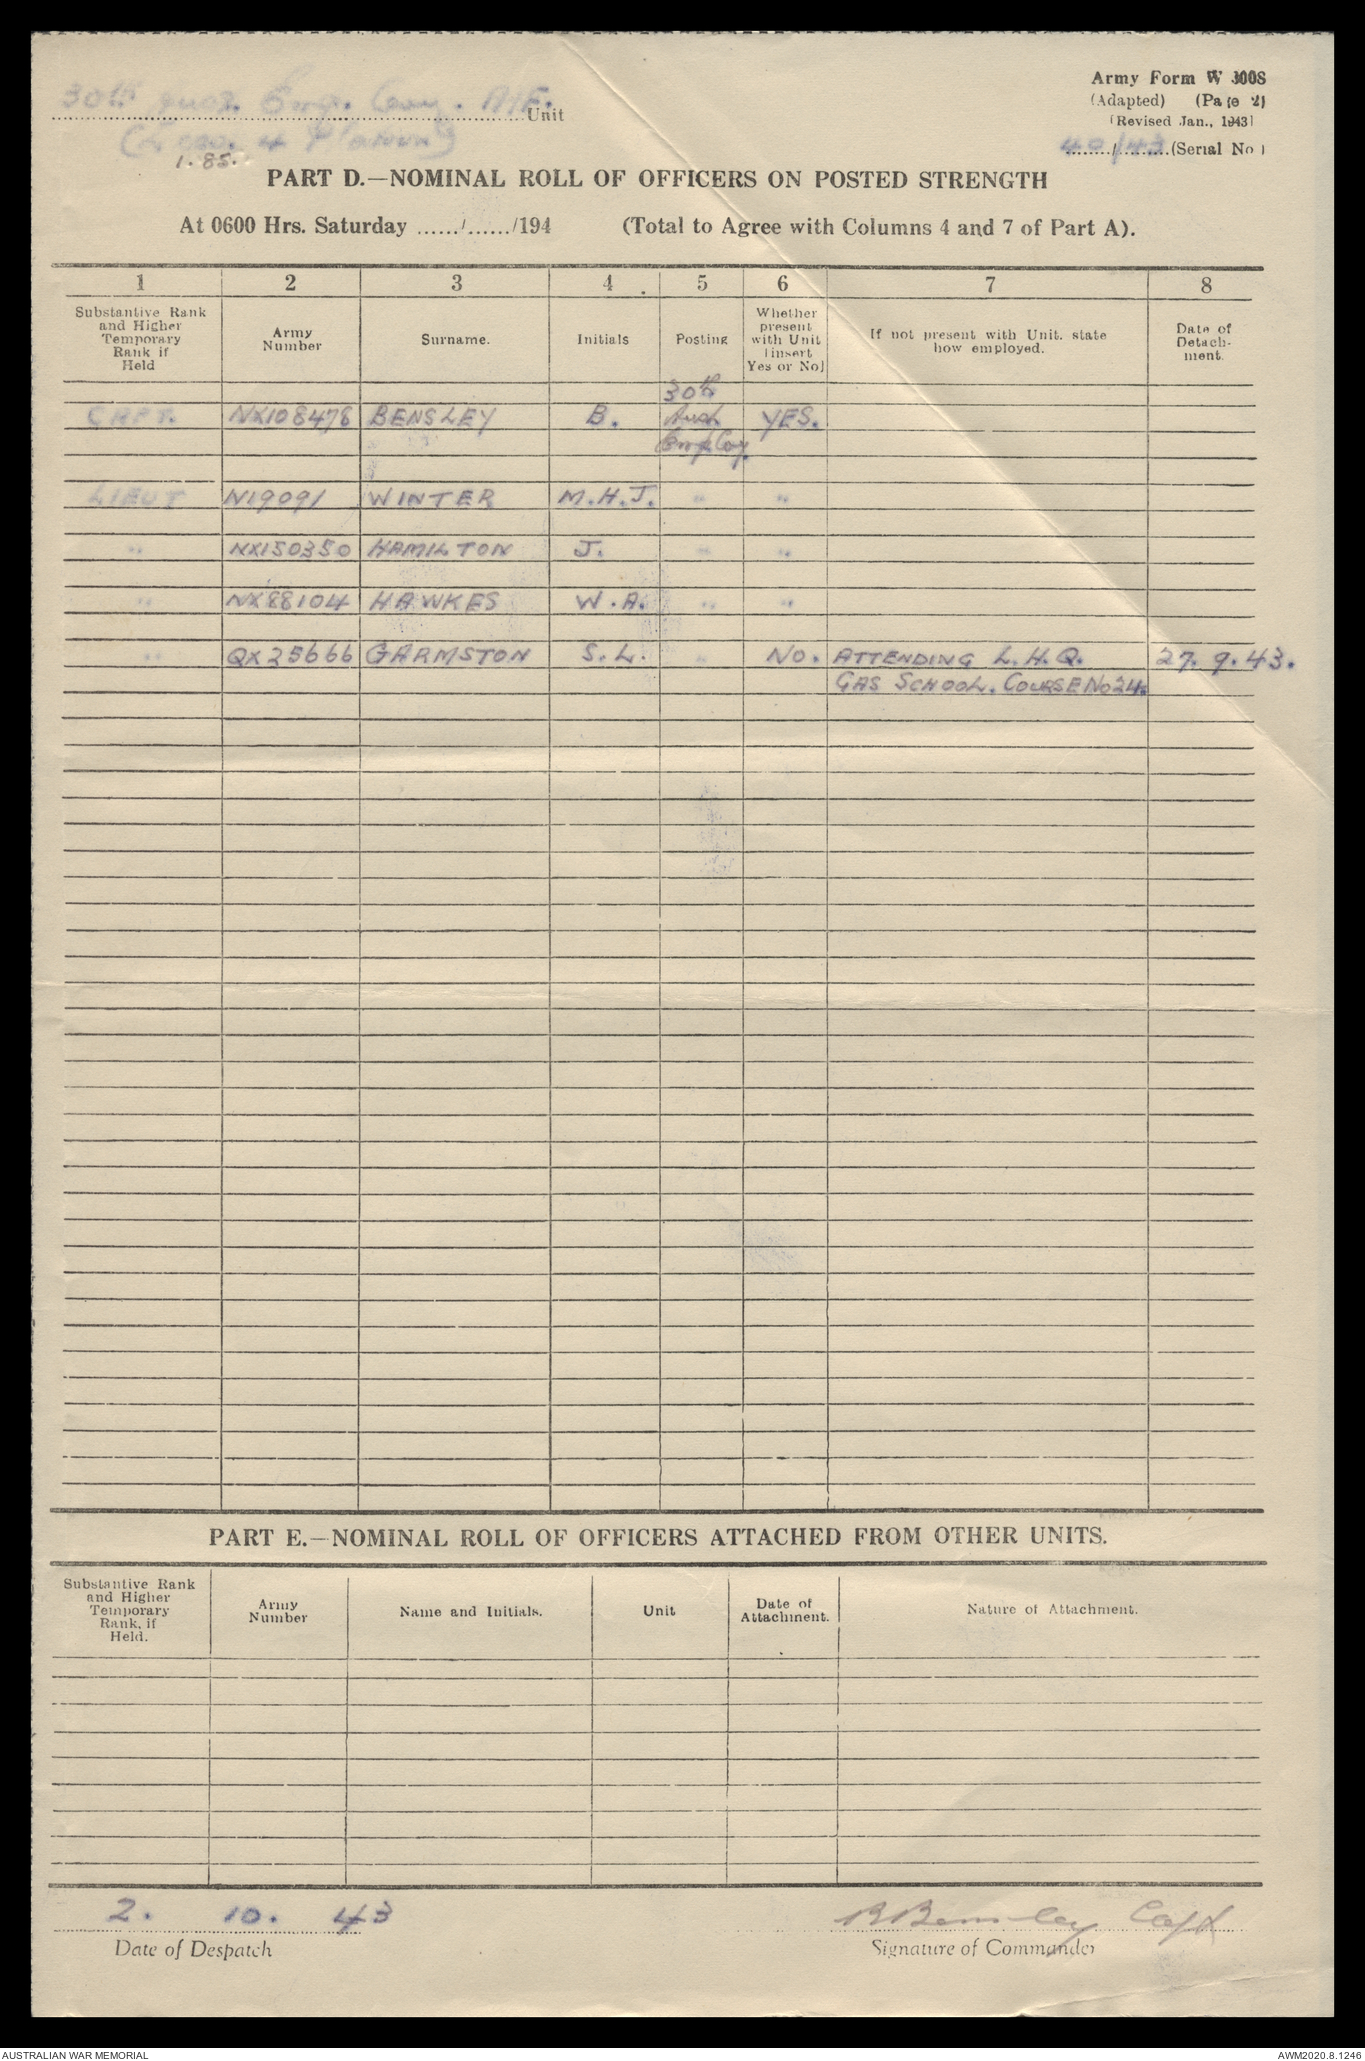 Army Form W 3008
(Adapted) (Page 2)
(Revised Jan., 1943)
30th Aust. Emp. Coy. A.I.F. Unit
(Less 4 Platoon)
1.85.
40/43 (Serial No)
PART D.—NOMINAL ROLL OF OFFICERS ON POSTED STRENGTH
At 0600 Hrs. Saturday ....../....../194 (Total to Agree with Columns 4 and 7 of Part A).
1 2 3 4 5 6 7 8
Substantive Rank and Higher Temporary Rank if Held
Army Number
Surname.
Initials
Posting
Whether present with Unit (insert Yes or No)
If not present with Unit. state how employed.
Date of Detachment.
CAPT. NX108478 BENSLEY B. 30th Aust Emp Coy. YES.
LIEUT N19091 WINTER M.H.J. " "
" NX150350 HAMILTON J. " "
" NX88104 HAWKES W.A. " "
" QX25666 GARMSTON S.L. " No. ATTENDING L.H.Q. 27.9.43.
GAS SCHOOL. COURSE No 24.
PART E.—NOMINAL ROLL OF OFFICERS ATTACHED FROM OTHER UNITS.
Substantive Rank and Higher Temporary Rank, if Held.
Army Number
Name and Initials.
Unit
Date of Attachment.
Nature of Attachment.
2. 10. 43
Date of Despatch
B Bensley Capt
Signature of Commander
AUSTRALIAN WAR MEMORIAL
AWM2020.8.1246